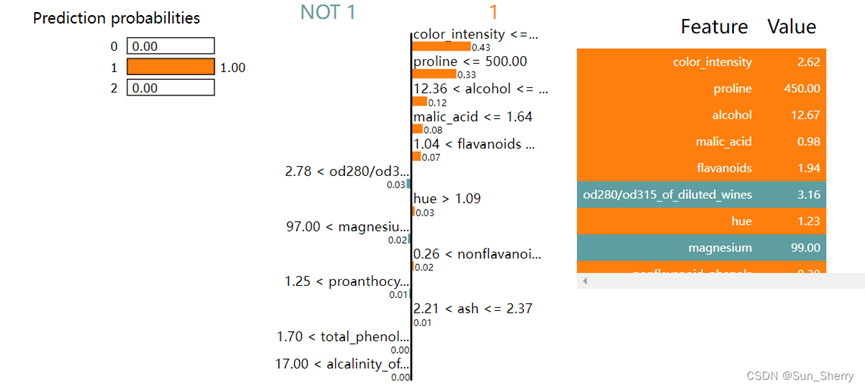 Prediction probabilities
0 0.00
1 1.00
2 0.00
NOT 1 1
color_intensity <=...
0.43
proline <= 500.00
0.33
12.36 < alcohol <= ...
0.12
malic_acid <= 1.64
0.08
1.04 < flavanoids ...
0.07
2.78 < od280/od3...
0.03
hue > 1.09
0.03
97.00 < magnesiu...
0.02
0.26 < nonflavanoi...
0.02
1.25 < proanthocy...
0.01
2.21 < ash <= 2.37
0.01
1.70 < total_phenol...
0.00
17.00 < alcalinity_of...
0.00
Feature Value
color_intensity 2.62
proline 450.00
alcohol 12.67
malic_acid 0.98
flavanoids 1.94
od280/od315_of_diluted_wines 3.16
hue 1.23
magnesium 99.00
nonflavanoid_phenols 0.30
CSDN @Sun_Sherry